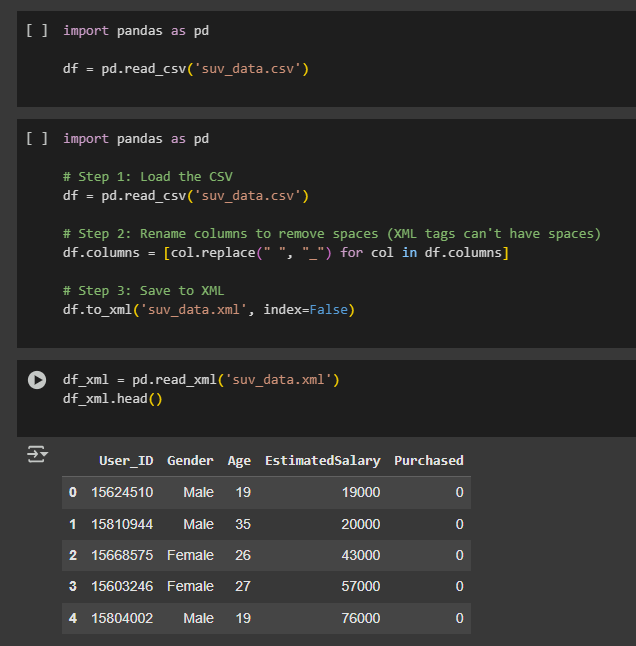 [ ] import pandas as pd
df = pd.read_csv('suv_data.csv')
[ ] import pandas as pd
# Step 1: Load the CSV
df = pd.read_csv('suv_data.csv')
# Step 2: Rename columns to remove spaces (XML tags can't have spaces)
df.columns = [col.replace(" ", "_") for col in df.columns]
# Step 3: Save to XML
df.to_xml('suv_data.xml', index=False)
df_xml = pd.read_xml('suv_data.xml')
df_xml.head()
User_ID Gender Age EstimatedSalary Purchased
0 15624510 Male 19 19000 0
1 15810944 Male 35 20000 0
2 15668575 Female 26 43000 0
3 15603246 Female 27 57000 0
4 15804002 Male 19 76000 0